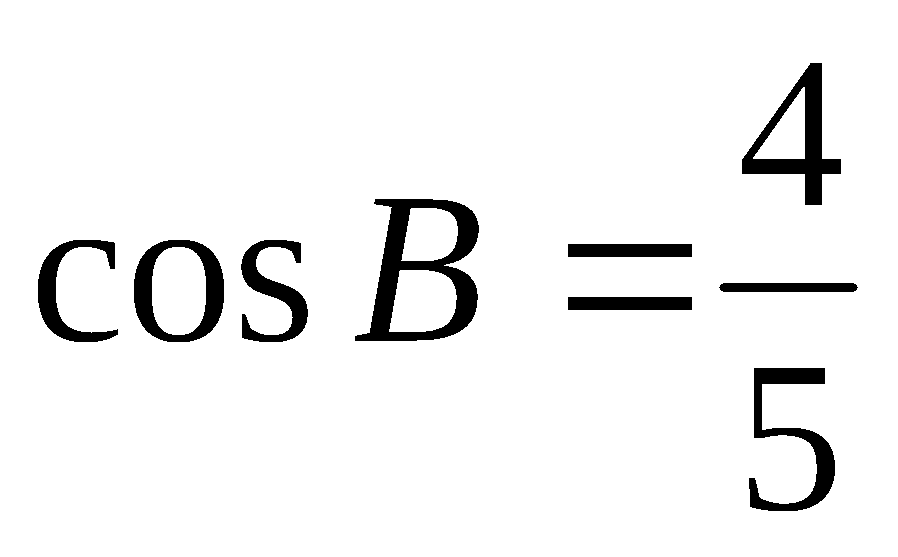 cos B = 4/5